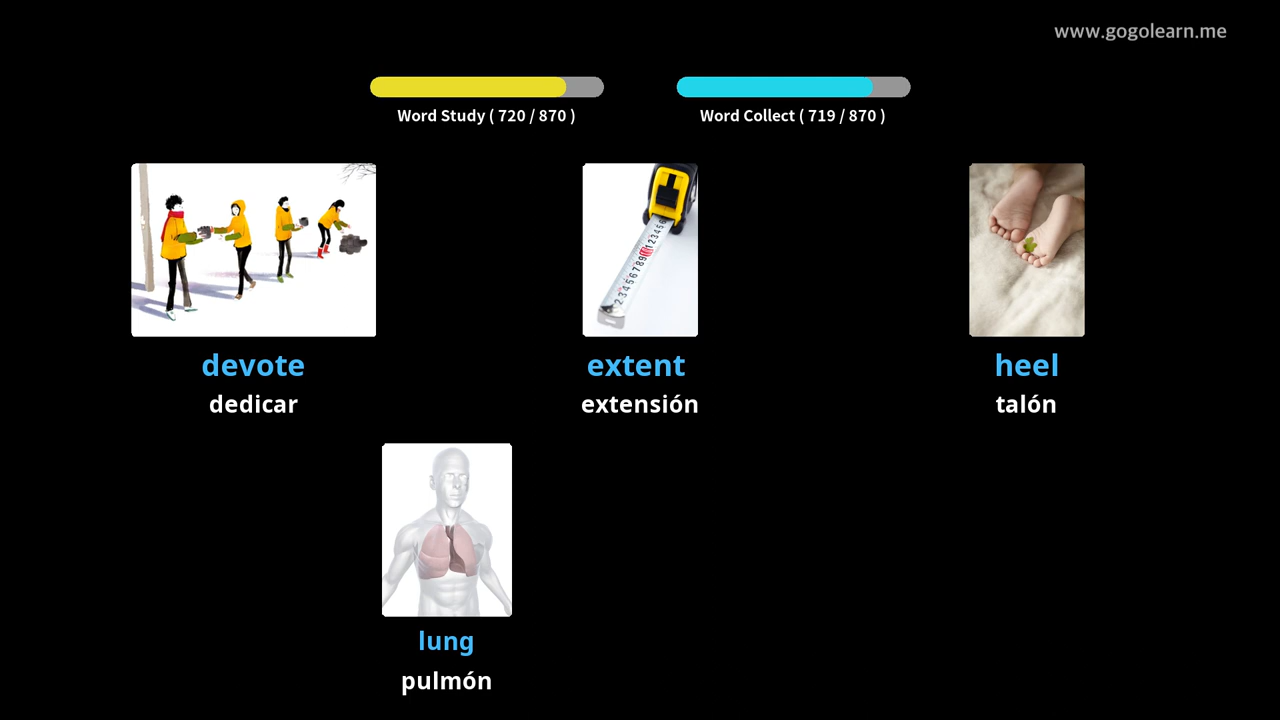 www.gogolearn.me
Word Study ( 720 / 870 )
Word Collect ( 719 / 870 )
devote
dedicar
extent
extensión
heel
talón
lung
pulmón